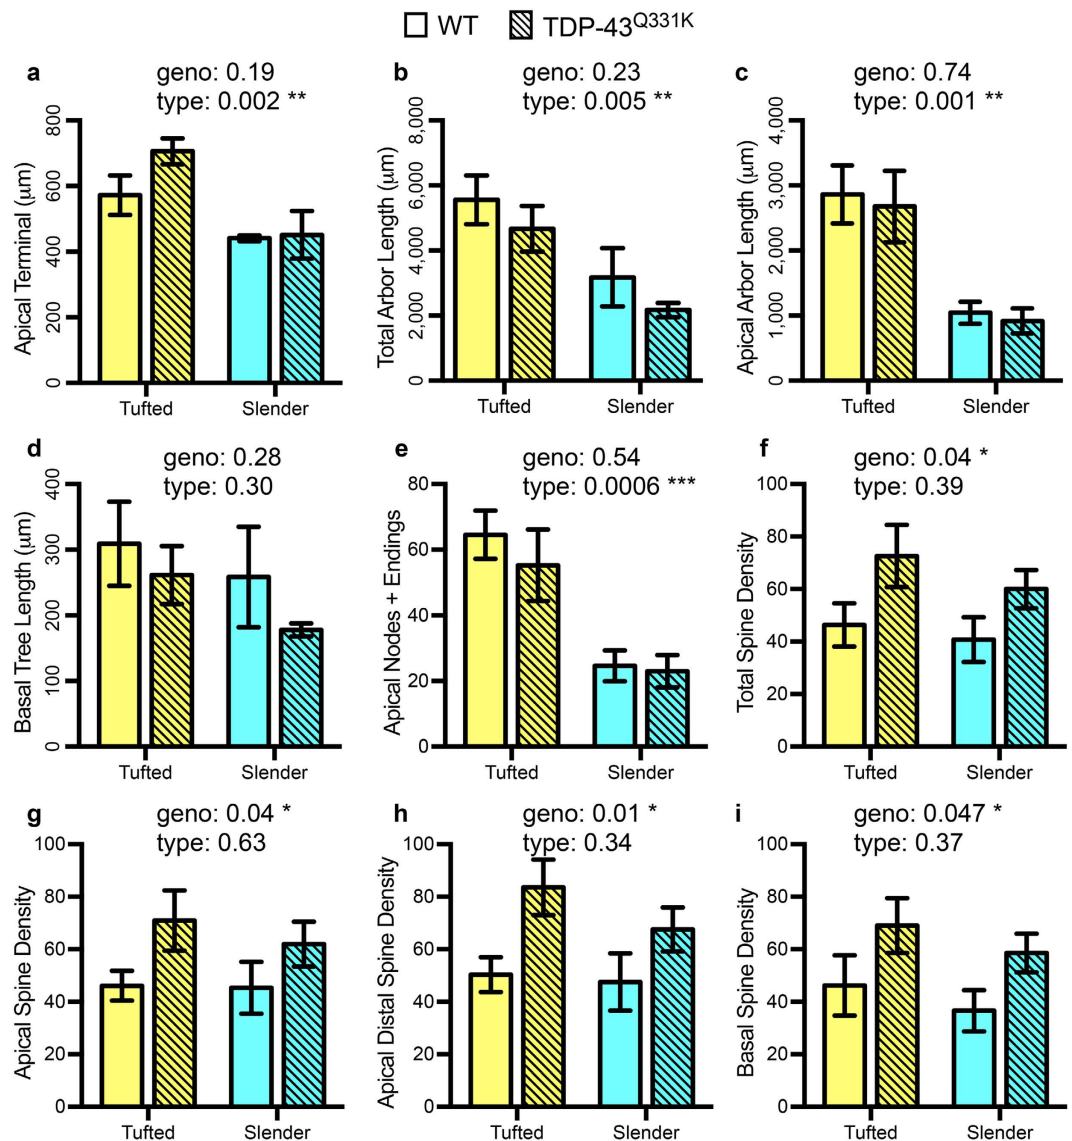 WT TDP-43Q331K
a geno: 0.19
type: 0.002 **
Apical Terminal (μm)
800
600
400
200
0
Tufted Slender
b geno: 0.23
type: 0.005 **
Total Arbor Length (μm)
8,000
6,000
4,000
2,000
0
Tufted Slender
c geno: 0.74
type: 0.001 **
Apical Arbor Length (μm)
4,000
3,000
2,000
1,000
0
Tufted Slender
d geno: 0.28
type: 0.30
Basal Tree Length (μm)
400
300
200
100
0
Tufted Slender
e geno: 0.54
type: 0.0006 ***
Apical Nodes + Endings
80
60
40
20
0
Tufted Slender
f geno: 0.04 *
type: 0.39
Total Spine Density
100
80
60
40
20
0
Tufted Slender
g geno: 0.04 *
type: 0.63
Apical Spine Density
100
80
60
40
20
0
Tufted Slender
h geno: 0.01 *
type: 0.34
Apical Distal Spine Density
100
80
60
40
20
0
Tufted Slender
i geno: 0.047 *
type: 0.37
Basal Spine Density
100
80
60
40
20
0
Tufted Slender